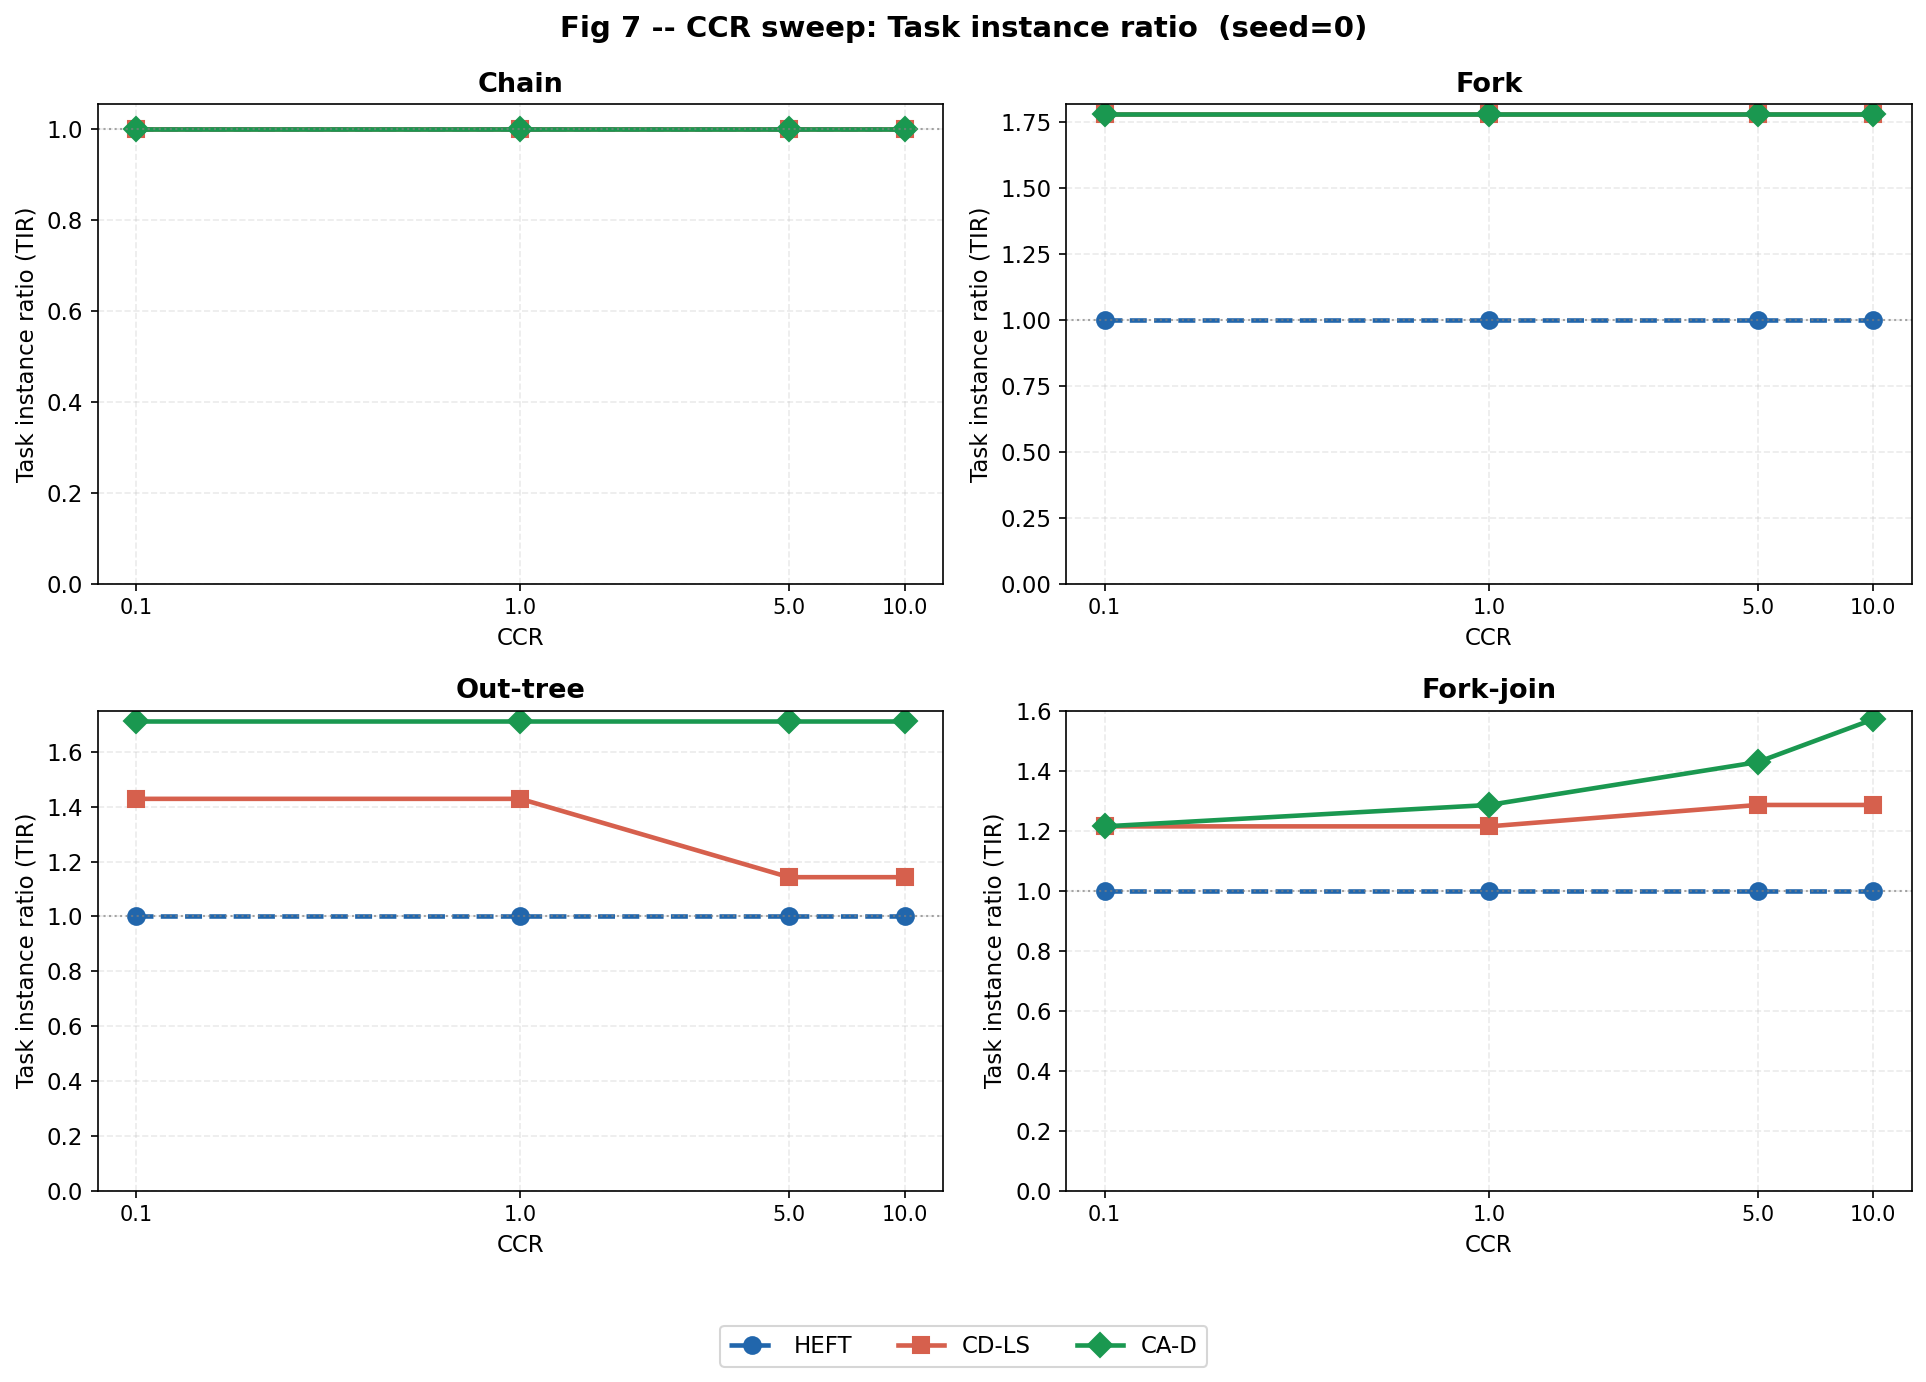 Fig 7 -- CCR sweep: Task instance ratio  (seed=0)
Chain
Task instance ratio (TIR)
1.0
0.8
0.6
0.4
0.2
0.0
0.1 1.0 5.0 10.0
CCR
Fork
Task instance ratio (TIR)
1.75
1.50
1.25
1.00
0.75
0.50
0.25
0.00
0.1 1.0 5.0 10.0
CCR
Out-tree
Task instance ratio (TIR)
1.6
1.4
1.2
1.0
0.8
0.6
0.4
0.2
0.0
0.1 1.0 5.0 10.0
CCR
Fork-join
Task instance ratio (TIR)
1.6
1.4
1.2
1.0
0.8
0.6
0.4
0.2
0.0
0.1 1.0 5.0 10.0
CCR
HEFT CD-LS CA-D